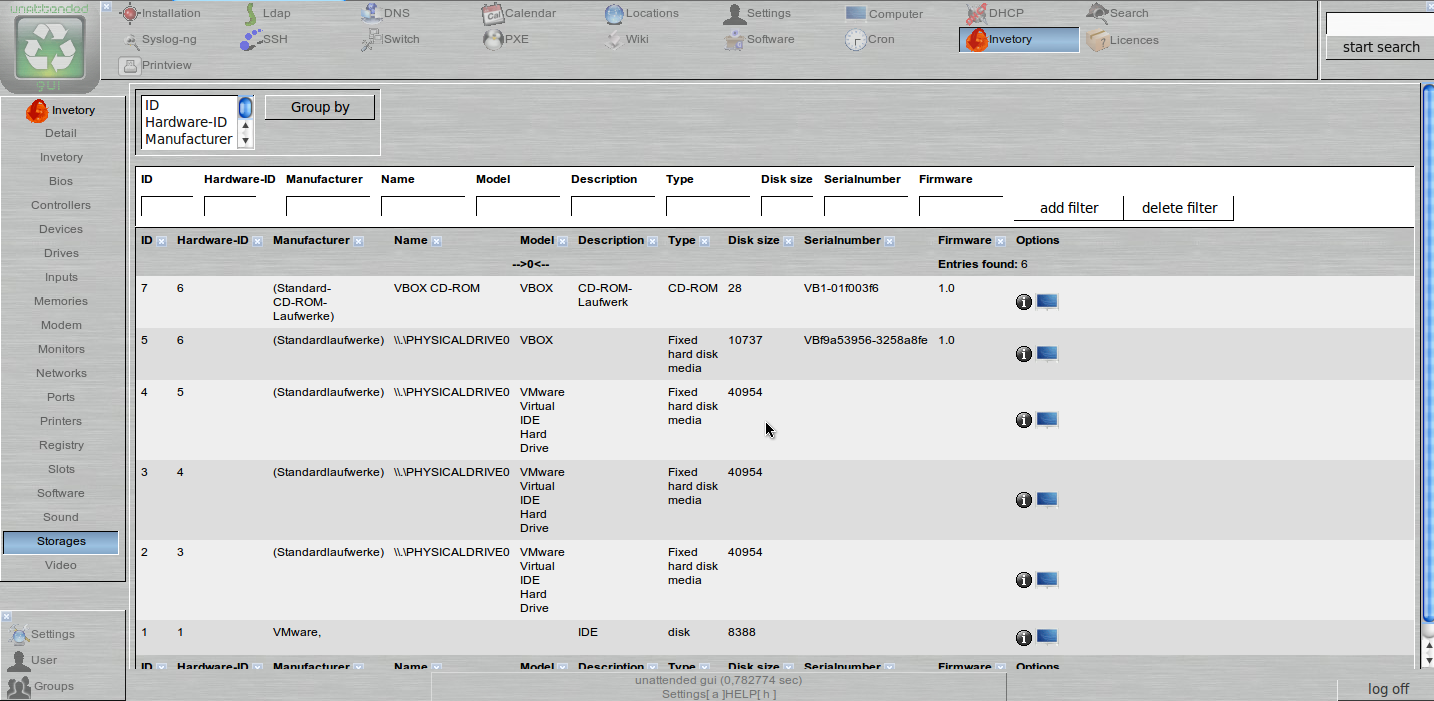 unattended
gui
Installation Ldap DNS Calendar Locations Settings Computer DHCP Search
Syslog-ng SSH Switch PXE Wiki Software Cron Invetory Licences
Printview
start search
Invetory
Detail
Invetory
Bios
Controllers
Devices
Drives
Inputs
Memories
Modem
Monitors
Networks
Ports
Printers
Registry
Slots
Software
Sound
Storages
Video
Settings
User
Groups
ID
Hardware-ID
Manufacturer
Group by
ID Hardware-ID Manufacturer Name Model Description Type Disk size Serialnumber Firmware
add filter delete filter
ID Hardware-ID Manufacturer Name Model Description Type Disk size Serialnumber Firmware Options
-->0<-- Entries found: 6
7 6 (Standard- VBOX CD-ROM VBOX CD-ROM- CD-ROM 28 VB1-01f003f6 1.0
CD-ROM- Laufwerk
Laufwerke)
5 6 (Standardlaufwerke) \\.\PHYSICALDRIVE0 VBOX Fixed 10737 VBf9a53956-3258a8fe 1.0
hard disk
media
4 5 (Standardlaufwerke) \\.\PHYSICALDRIVE0 VMware Fixed 40954
Virtual hard disk
IDE media
Hard
Drive
3 4 (Standardlaufwerke) \\.\PHYSICALDRIVE0 VMware Fixed 40954
Virtual hard disk
IDE media
Hard
Drive
2 3 (Standardlaufwerke) \\.\PHYSICALDRIVE0 VMware Fixed 40954
Virtual hard disk
IDE media
Hard
Drive
1 1 VMware, IDE disk 8388
ID Hardware-ID Manufacturer Name Model Description Type Disk size Serialnumber Firmware Options
unattended gui (0,782774 sec)
Settings[ a ]HELP[ h ]
log off